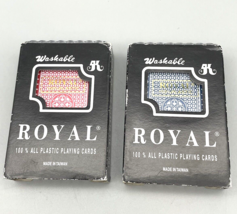 Washable
ROYAL®
100 % ALL PLASTIC PLAYING CARDS
MADE IN TAIWAN
Washable
ROYAL®
100 % ALL PLASTIC PLAYING CARDS
MADE IN TAIWAN